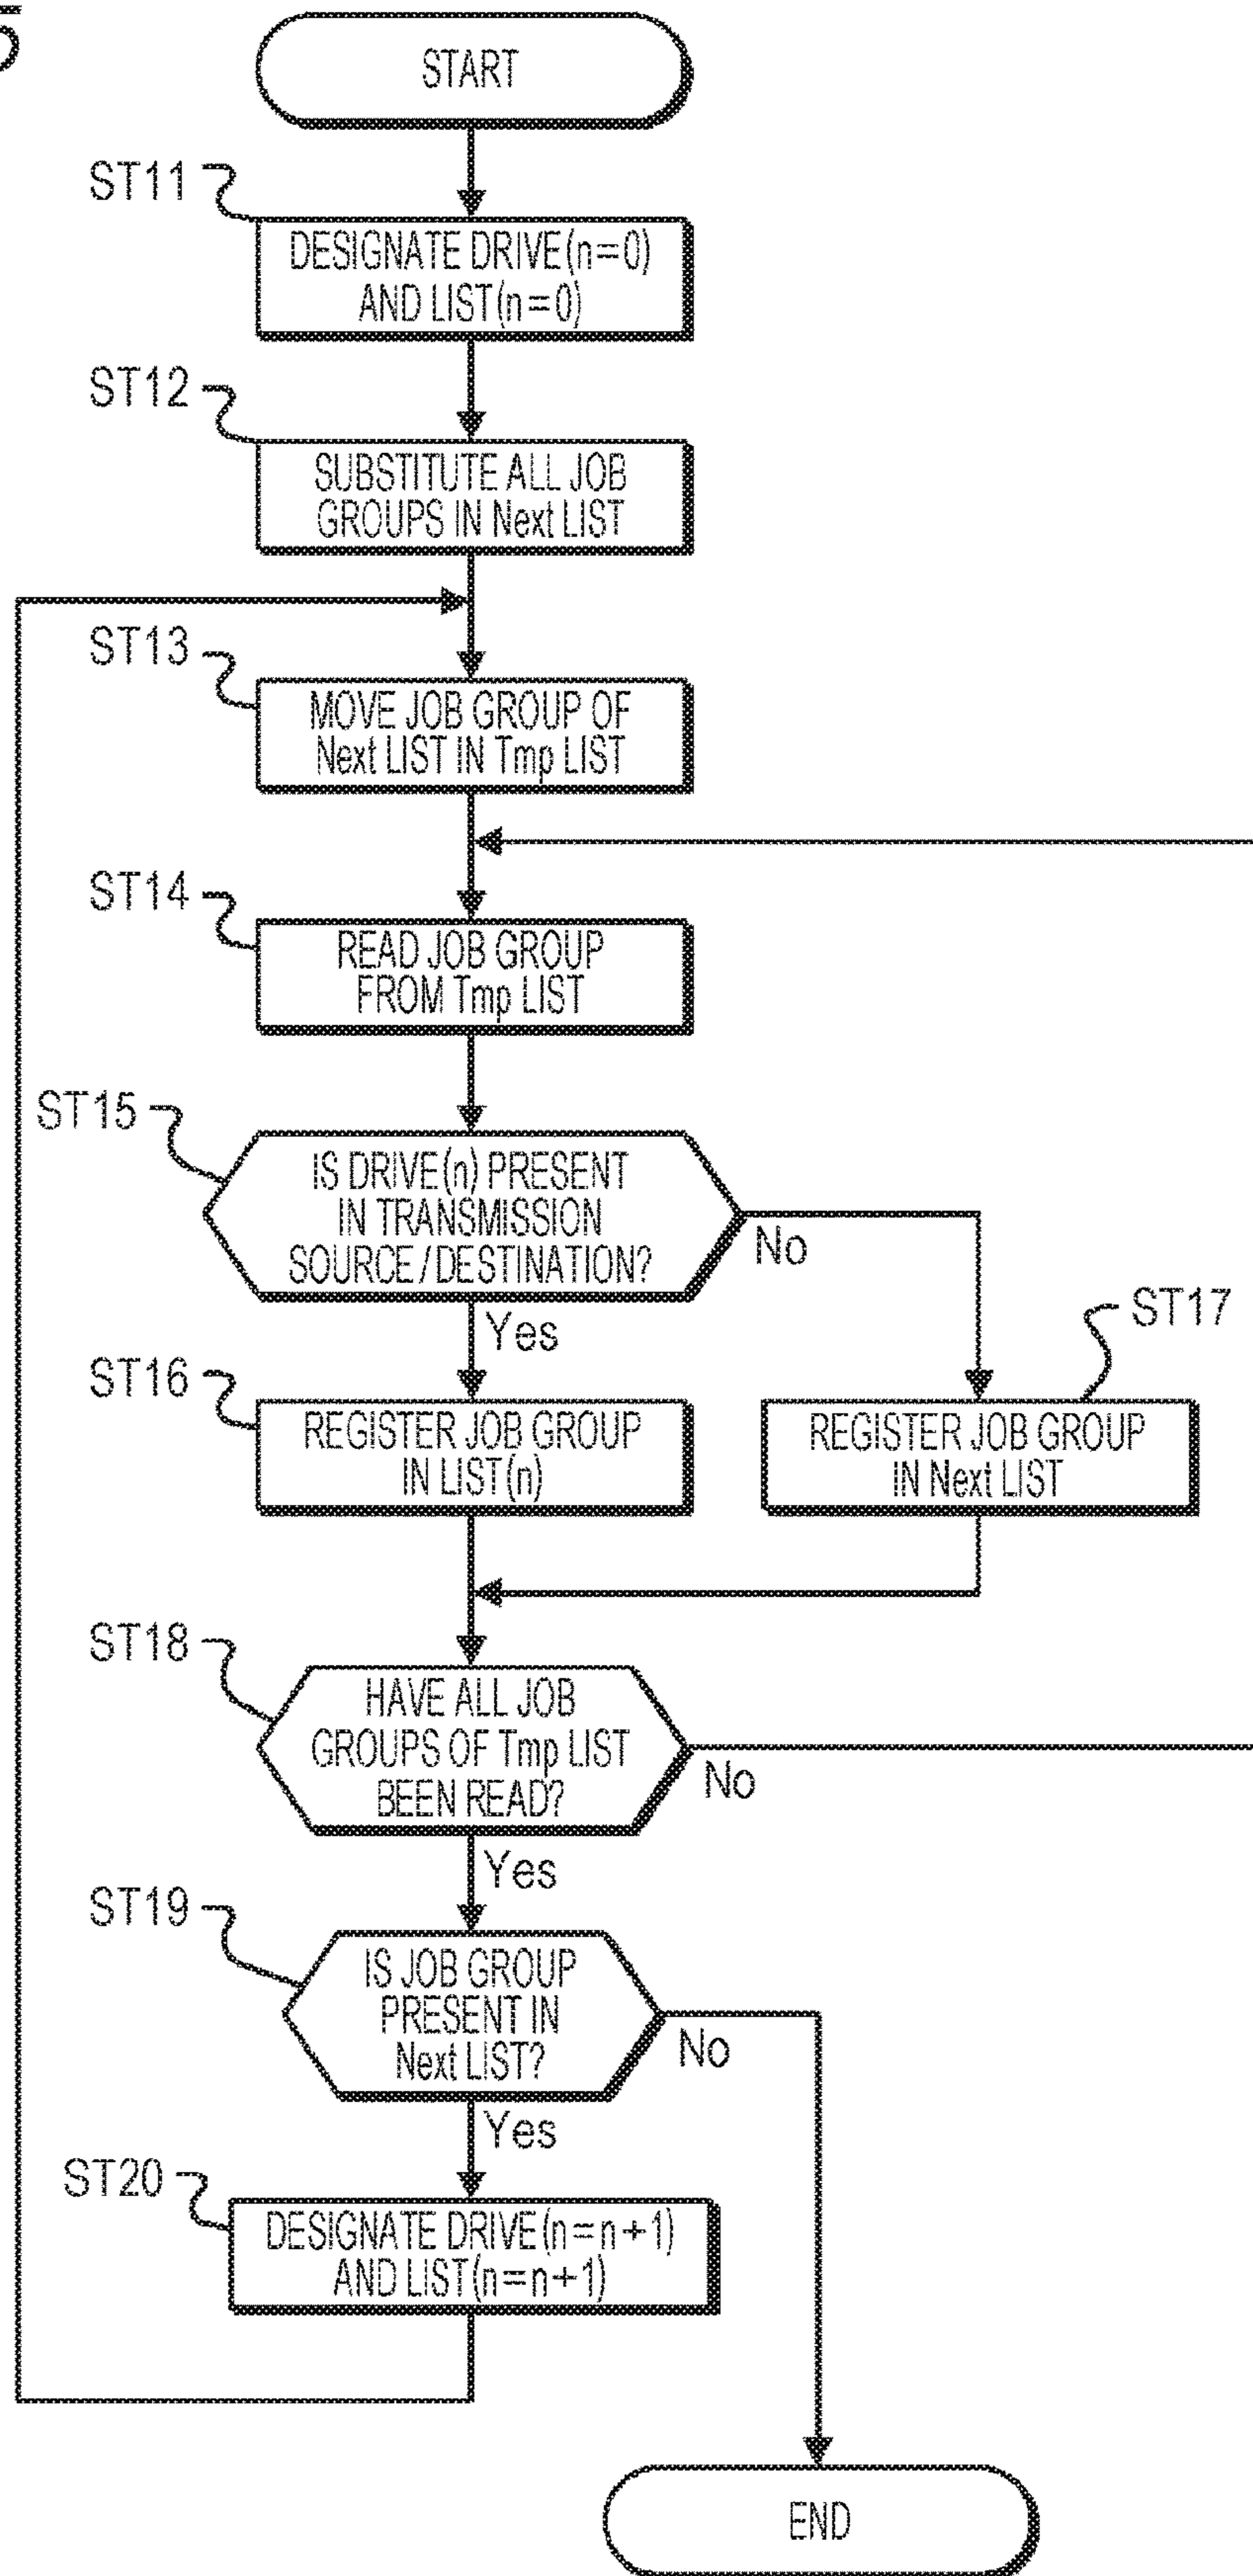 START
ST11
DESIGNATE DRIVE(n=0)
AND LIST(n=0)
ST12
SUBSTITUTE ALL JOB
GROUPS IN Next LIST
ST13
MOVE JOB GROUP OF
Next LIST IN Tmp LIST
ST14
READ JOB GROUP
FROM Tmp LIST
ST15
IS DRIVE(n) PRESENT
IN TRANSMISSION
SOURCE/DESTINATION?
No
Yes
ST17
ST16
REGISTER JOB GROUP
IN LIST(n)
REGISTER JOB GROUP
IN Next LIST
ST18
HAVE ALL JOB
GROUPS OF Tmp LIST
BEEN READ?
No
Yes
ST19
IS JOB GROUP
PRESENT IN
Next LIST?
No
Yes
ST20
DESIGNATE DRIVE(n=n+1)
AND LIST(n=n+1)
END